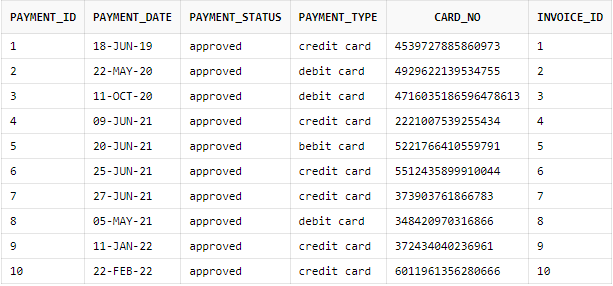 PAYMENT_ID PAYMENT_DATE PAYMENT_STATUS PAYMENT_TYPE CARD_NO INVOICE_ID
1 18-JUN-19 approved credit card 4539727885860973 1
2 22-MAY-20 approved debit card 4929622139534755 2
3 11-OCT-20 approved debit card 4716035186596478613 3
4 09-JUN-21 approved credit card 2221007539255434 4
5 20-JUN-21 approved bebit card 5221766410559791 5
6 25-JUN-21 approved credit card 5512435899910044 6
7 27-JUN-21 approved credit card 373903761866783 7
8 05-MAY-21 approved debit card 348420970316866 8
9 11-JAN-22 approved credit card 372434040236961 9
10 22-FEB-22 approved credit card 6011961356280666 10